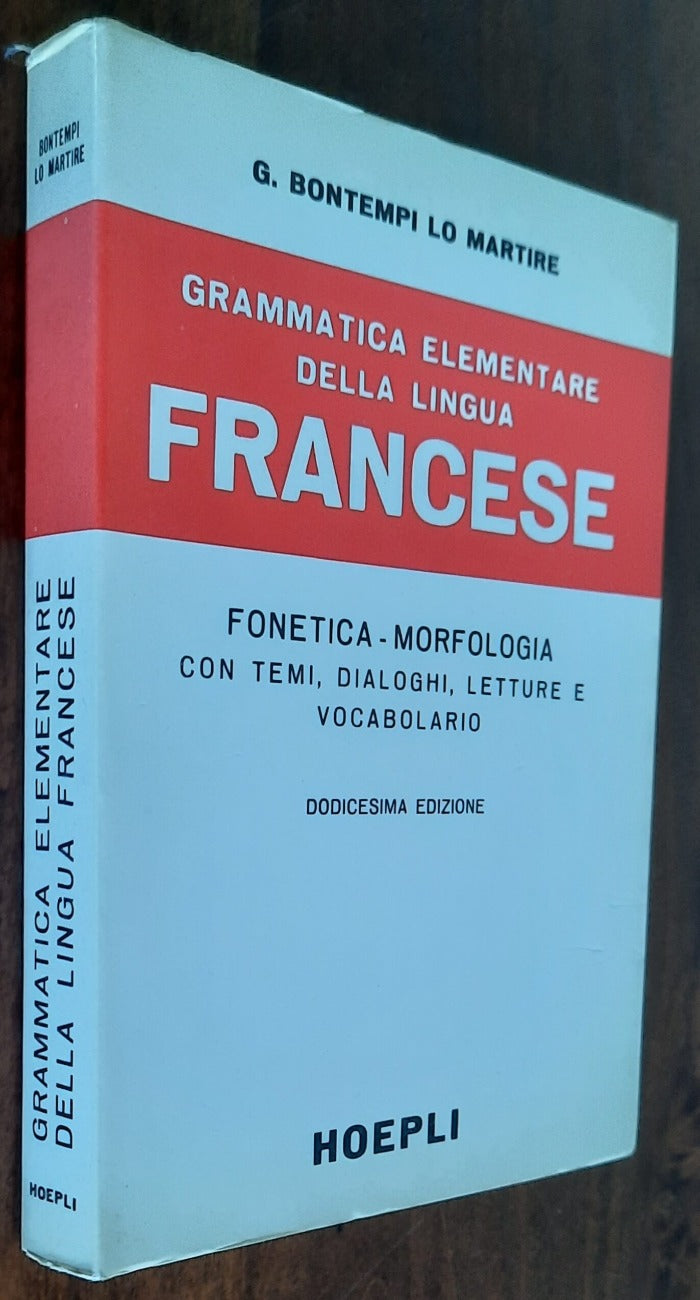 BONTEMPI
LO MARTIRE
GRAMMATICA ELEMENTARE
DELLA LINGUA FRANCESE
HOEPLI
G. BONTEMPI LO MARTIRE
GRAMMATICA ELEMENTARE
DELLA LINGUA
FRANCESE
FONETICA - MORFOLOGIA
CON TEMI, DIALOGHI, LETTURE E
VOCABOLARIO
DODICESIMA EDIZIONE
HOEPLI